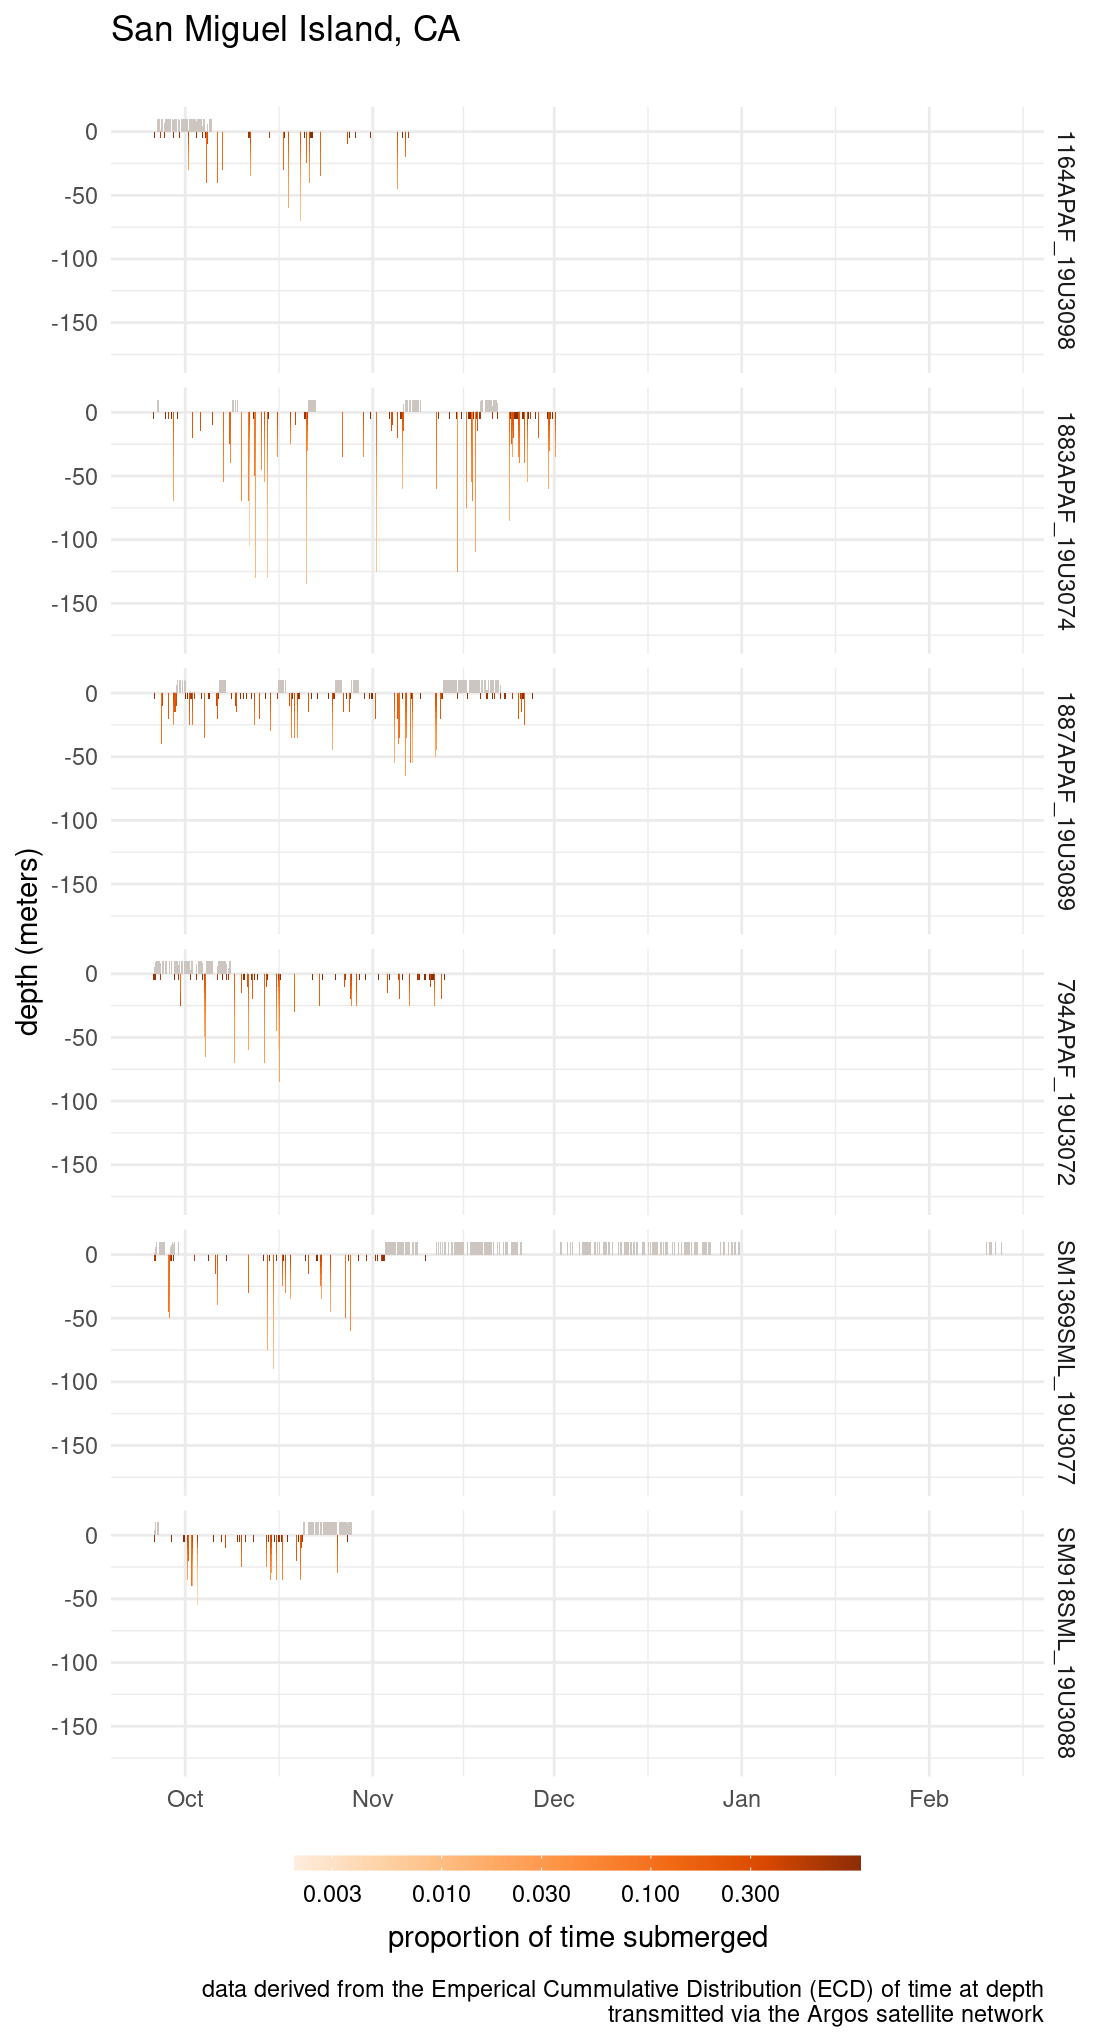 San Miguel Island, CA
0
-50
-100
-150
1164APAF_19U3098
0
-50
-100
-150
1883APAF_19U3074
0
-50
-100
-150
1887APAF_19U3089
depth (meters)
0
-50
-100
-150
794APAF_19U3072
0
-50
-100
-150
SM1369SML_19U3077
0
-50
-100
-150
SM918SML_19U3088
Oct Nov Dec Jan Feb
0.003 0.010 0.030 0.100 0.300
proportion of time submerged
data derived from the Emperical Cummulative Distribution (ECD) of time at depth
transmitted via the Argos satellite network